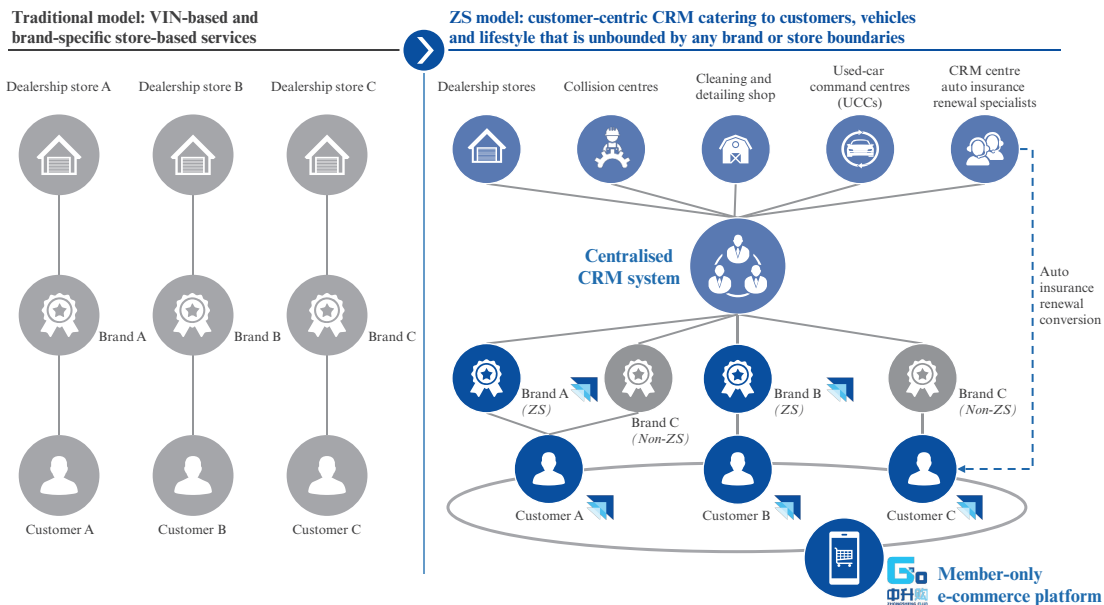 Traditional model: VIN-based and
brand-specific store-based services
ZS model: customer-centric CRM catering to customers, vehicles
and lifestyle that is unbounded by any brand or store boundaries
Dealership store A
Dealership store B
Dealership store C
Dealership stores
Collision centres
Cleaning and
detailing shop
Used-car
command centres
(UCCs)
CRM centre
auto insurance
renewal specialists
Centralised
CRM system
Auto
insurance
renewal
conversion
Brand A
Brand B
Brand C
Brand A
(ZS)
Brand C
(Non-ZS)
Brand B
(ZS)
Brand C
(Non-ZS)
Customer A
Customer B
Customer C
Customer A
Customer B
Customer C
Go
中升购
Member-only
e-commerce platform